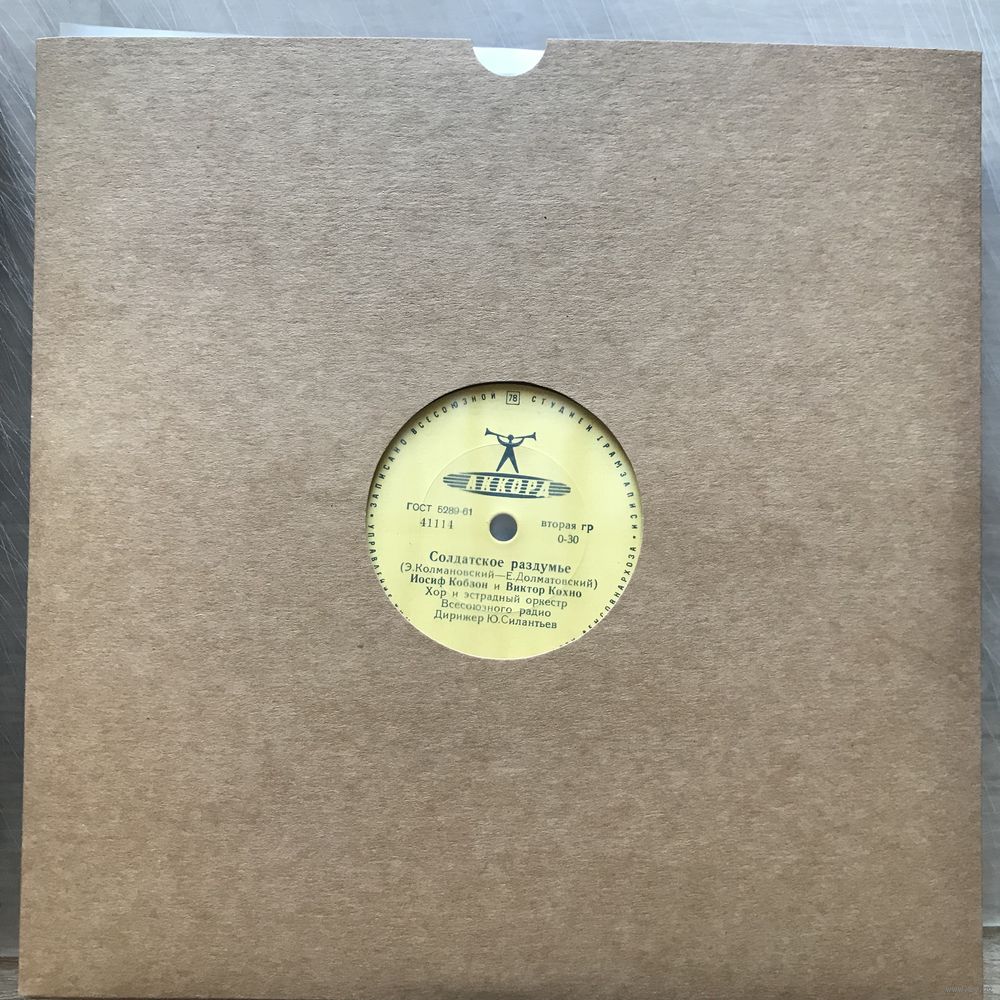 ЗАПИСАНО ВСЕСОЮЗНОЙ 78 СТУДИЕЙ ГРАМЗАПИСИ
АККОРД
ГОСТ 5289-61
41114
вторая гр
0-30
Солдатское раздумье
(Э.Колмановский—Е.Долматовский)
Иосиф Кобзон и Виктор Кохно
Хор и эстрадный оркестр
Всесоюзного радио
Дирижер Ю.Силантьев